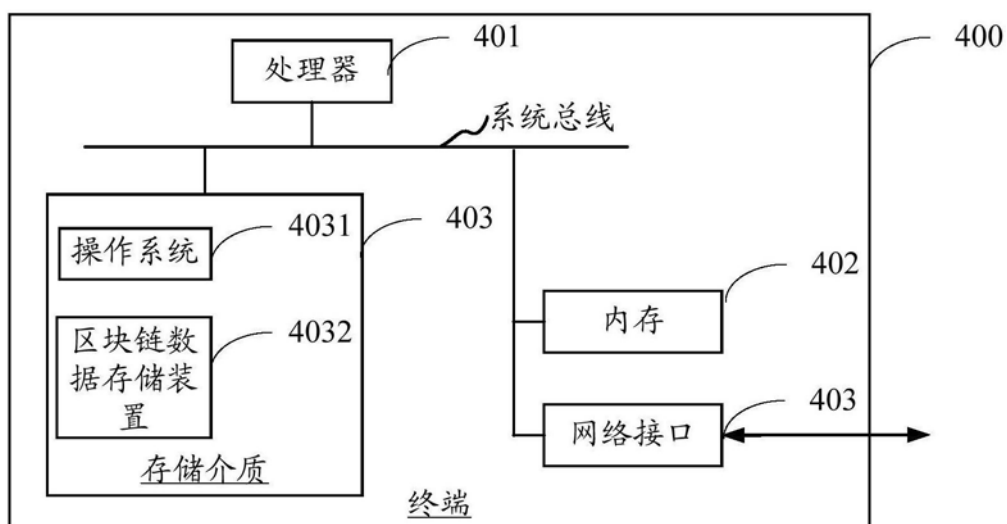 401
处理器
400
系统总线
403
4031
操作系统
402
内存
4032
区块链数
据存储装
置
403
网络接口
存储介质
终端